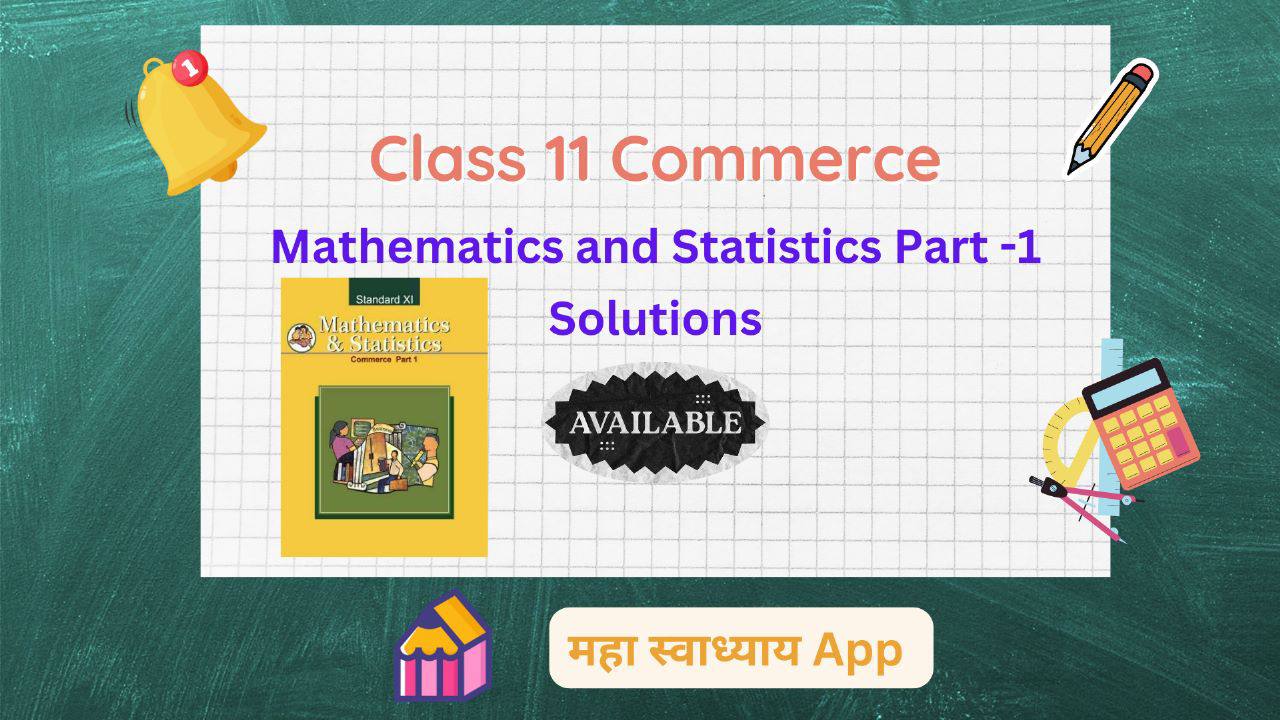 1
Class 11 Commerce
Mathematics and Statistics Part -1
Solutions
Standard XI
Mathematics
& Statistics
Commerce Part 1
AVAILABLE
महा स्वाध्याय App